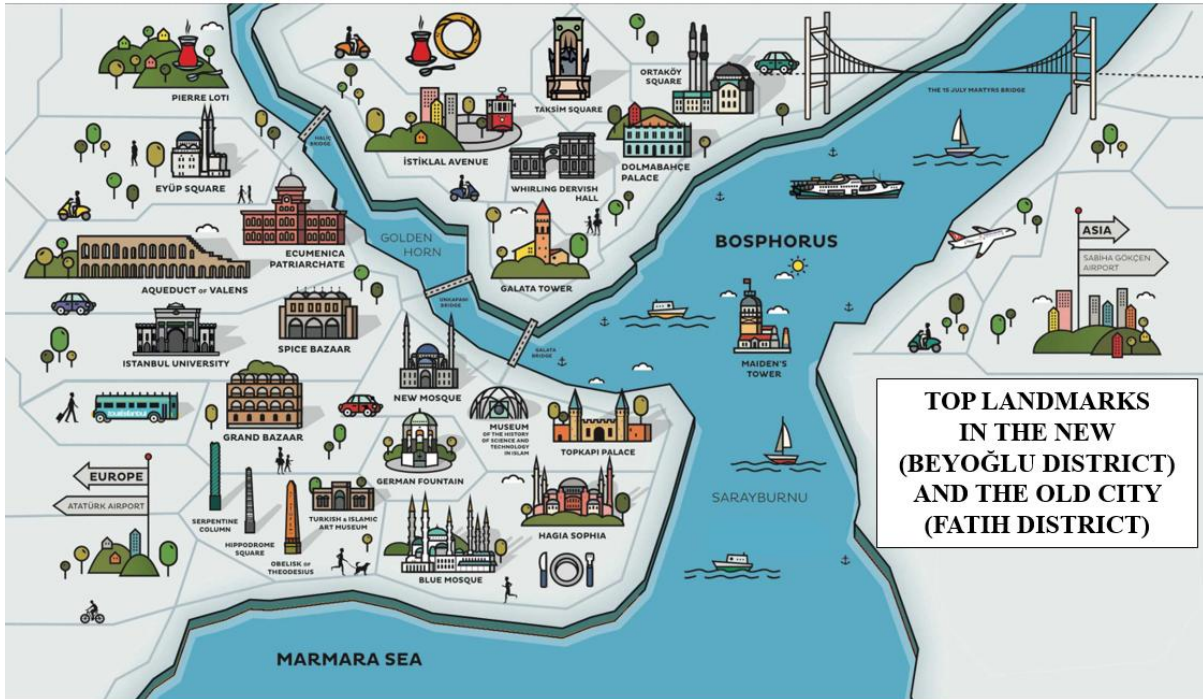 PIERRE LOTI
HALİÇ
BRIDGE
İSTİKLAL AVENUE
TAKSİM SQUARE
ORTAKÖY
SQUARE
THE 15 JULY MARTYRS BRIDGE
EYÜP SQUARE
WHIRLING DERVISH
HALL
DOLMABAHÇE
PALACE
ECUMENICA
PATRIARCHATE
GOLDEN
HORN
BOSPHORUS
ASIA
SABİHA GÖKÇEN
AIRPORT
AQUEDUCT OF VALENS
UNKAPANI
BRIDGE
GALATA TOWER
ISTANBUL UNIVERSITY
SPICE BAZAAR
GALATA
BRIDGE
MAIDEN'S
TOWER
NEW MOSQUE
GRAND BAZAAR
MUSEUM
OF THE HISTORY
OF SCIENCE AND
TECHNOLOGY
IN ISLAM
TOPKAPI PALACE
TOP LANDMARKS
IN THE NEW
(BEYOĞLU DISTRICT)
AND THE OLD CITY
(FATIH DISTRICT)
EUROPE
ATATÜRK AIRPORT
GERMAN FOUNTAIN
SARAYBURNU
SERPENTINE
COLUMN
HIPPODROME
SQUARE
OBELISK OF
THEODESIUS
TURKISH & ISLAMIC
ART MUSEUM
BLUE MOSQUE
HAGIA SOPHIA
MARMARA SEA